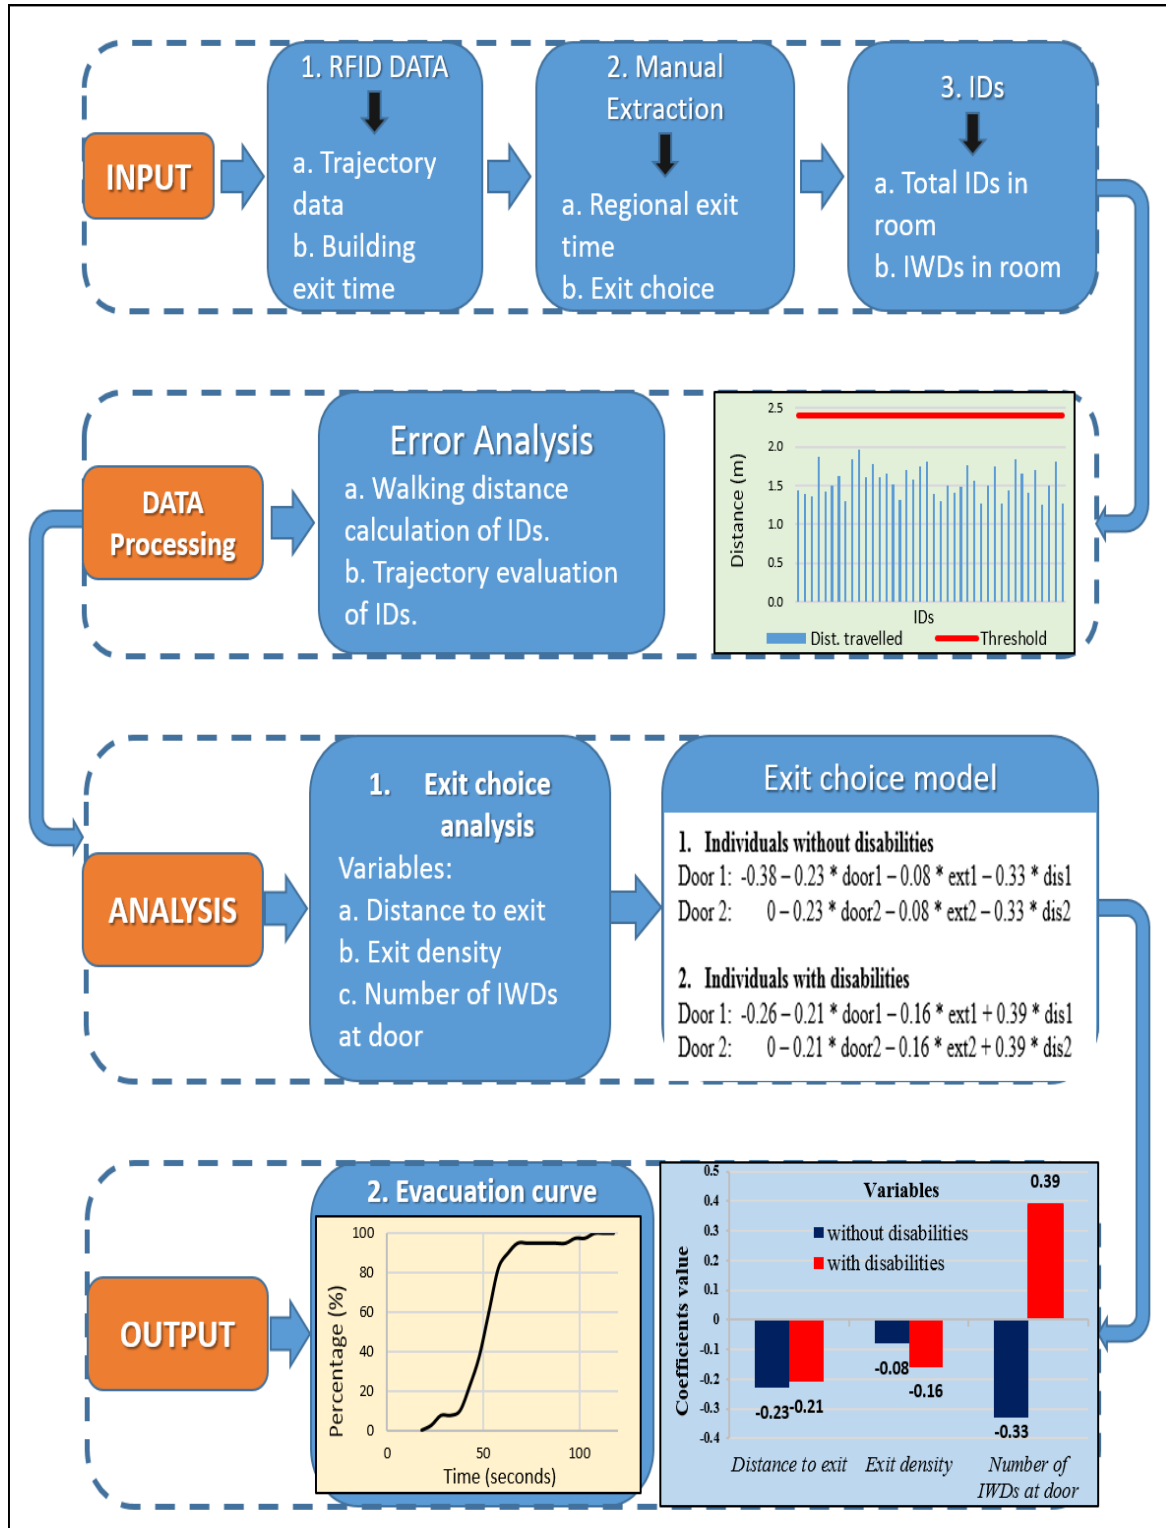 INPUT
1. RFID DATA
a. Trajectory
data
b. Building
exit time
2. Manual
Extraction
a. Regional exit
time
b. Exit choice
3. IDs
a. Total IDs in
room
b. IWDs in room
DATA
Processing
Error Analysis
a. Walking distance
calculation of IDs.
b. Trajectory evaluation
of IDs.
Distance (m)
2.5
2.0
1.5
1.0
0.5
0.0
IDs
Dist. travelled
Threshold
ANALYSIS
1. Exit choice
analysis
Variables:
a. Distance to exit
b. Exit density
c. Number of IWDs
at door
Exit choice model
1. Individuals without disabilities
Door 1: -0.38 – 0.23 * door1 – 0.08 * ext1 – 0.33 * dis1
Door 2: 0 – 0.23 * door2 – 0.08 * ext2 – 0.33 * dis2
2. Individuals with disabilities
Door 1: -0.26 – 0.21 * door1 – 0.16 * ext1 + 0.39 * dis1
Door 2: 0 – 0.21 * door2 – 0.16 * ext2 + 0.39 * dis2
OUTPUT
2. Evacuation curve
Percentage (%)
100
80
60
40
20
0
0 50 100
Time (seconds)
Coefficients value
0.5
0.4
0.3
0.2
0.1
0
-0.1
-0.2
-0.3
-0.4
Variables
without disabilities
with disabilities
-0.23
-0.21
-0.08
-0.16
-0.33
0.39
Distance to exit
Exit density
Number of
IWDs at door